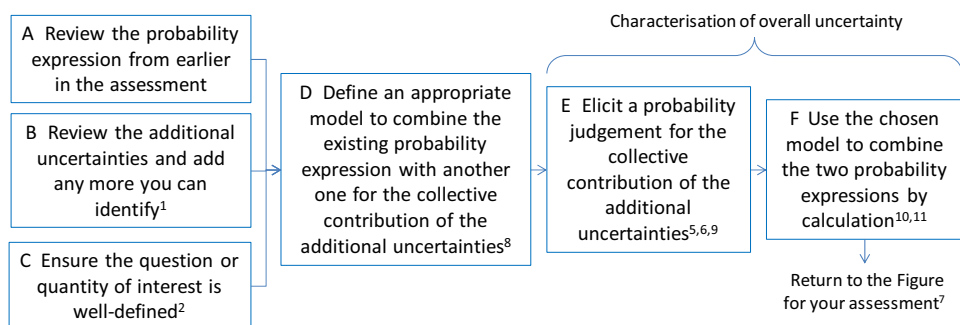 Characterisation of overall uncertainty
A Review the probability
expression from earlier
in the assessment
B Review the additional
uncertainties and add
any more you can
identify¹
C Ensure the question or
quantity of interest is
well-defined²
D Define an appropriate
model to combine the
existing probability
expression with another
one for the collective
contribution of the
additional uncertainties⁸
E Elicit a probability
judgement for the
collective
contribution of the
additional
uncertainties⁵,⁶,⁹
F Use the chosen
model to combine
the two probability
expressions by
calculation¹⁰,¹¹
Return to the Figure
for your assessment⁷